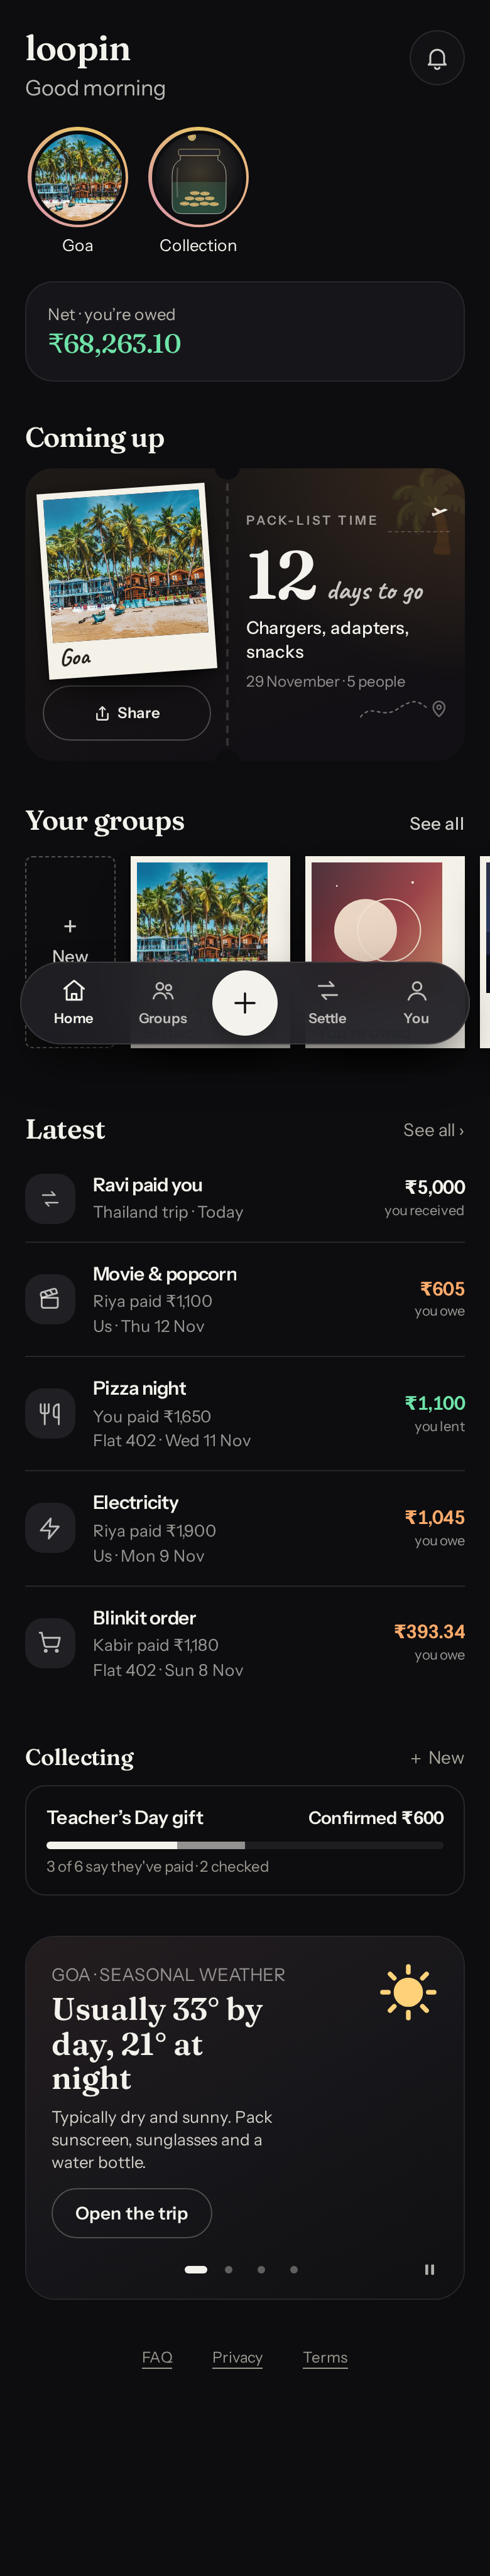 loopin
Good morning
Goa
Collection
Net · you’re owed
₹68,263.10
Coming up
PACK-LIST TIME
12 days to go
Chargers, adapters,
snacks
29 November · 5 people
Goa
Share
Your groups
See all
+
New
Home
Groups
Settle
You
Latest
See all ›
Ravi paid you
₹5,000
Thailand trip · Today
you received
Movie & popcorn
₹605
Riya paid ₹1,100
you owe
Us · Thu 12 Nov
Pizza night
₹1,100
You paid ₹1,650
you lent
Flat 402 · Wed 11 Nov
Electricity
₹1,045
Riya paid ₹1,900
you owe
Us · Mon 9 Nov
Blinkit order
₹393.34
Kabir paid ₹1,180
you owe
Flat 402 · Sun 8 Nov
Collecting
+ New
Teacher’s Day gift
Confirmed ₹600
3 of 6 say they've paid · 2 checked
GOA · SEASONAL WEATHER
Usually 33° by
day, 21° at
night
Typically dry and sunny. Pack
sunscreen, sunglasses and a
water bottle.
Open the trip
FAQ
Privacy
Terms